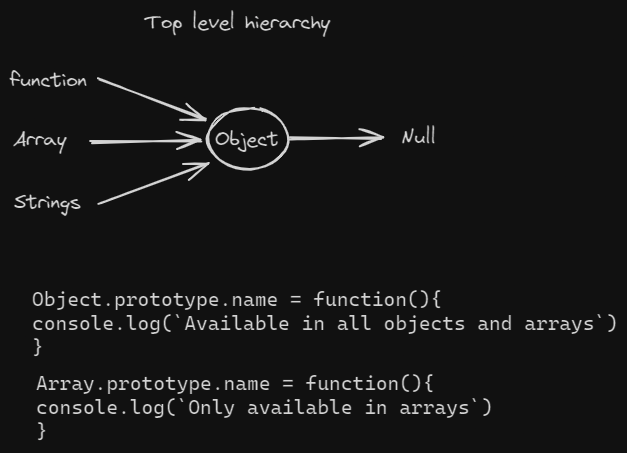 Top level hierarchy
function
Array
Strings
Object
Null
Object.prototype.name = function(){
console.log(`Available in all objects and arrays`)
}
Array.prototype.name = function(){
console.log(`Only available in arrays`)
}